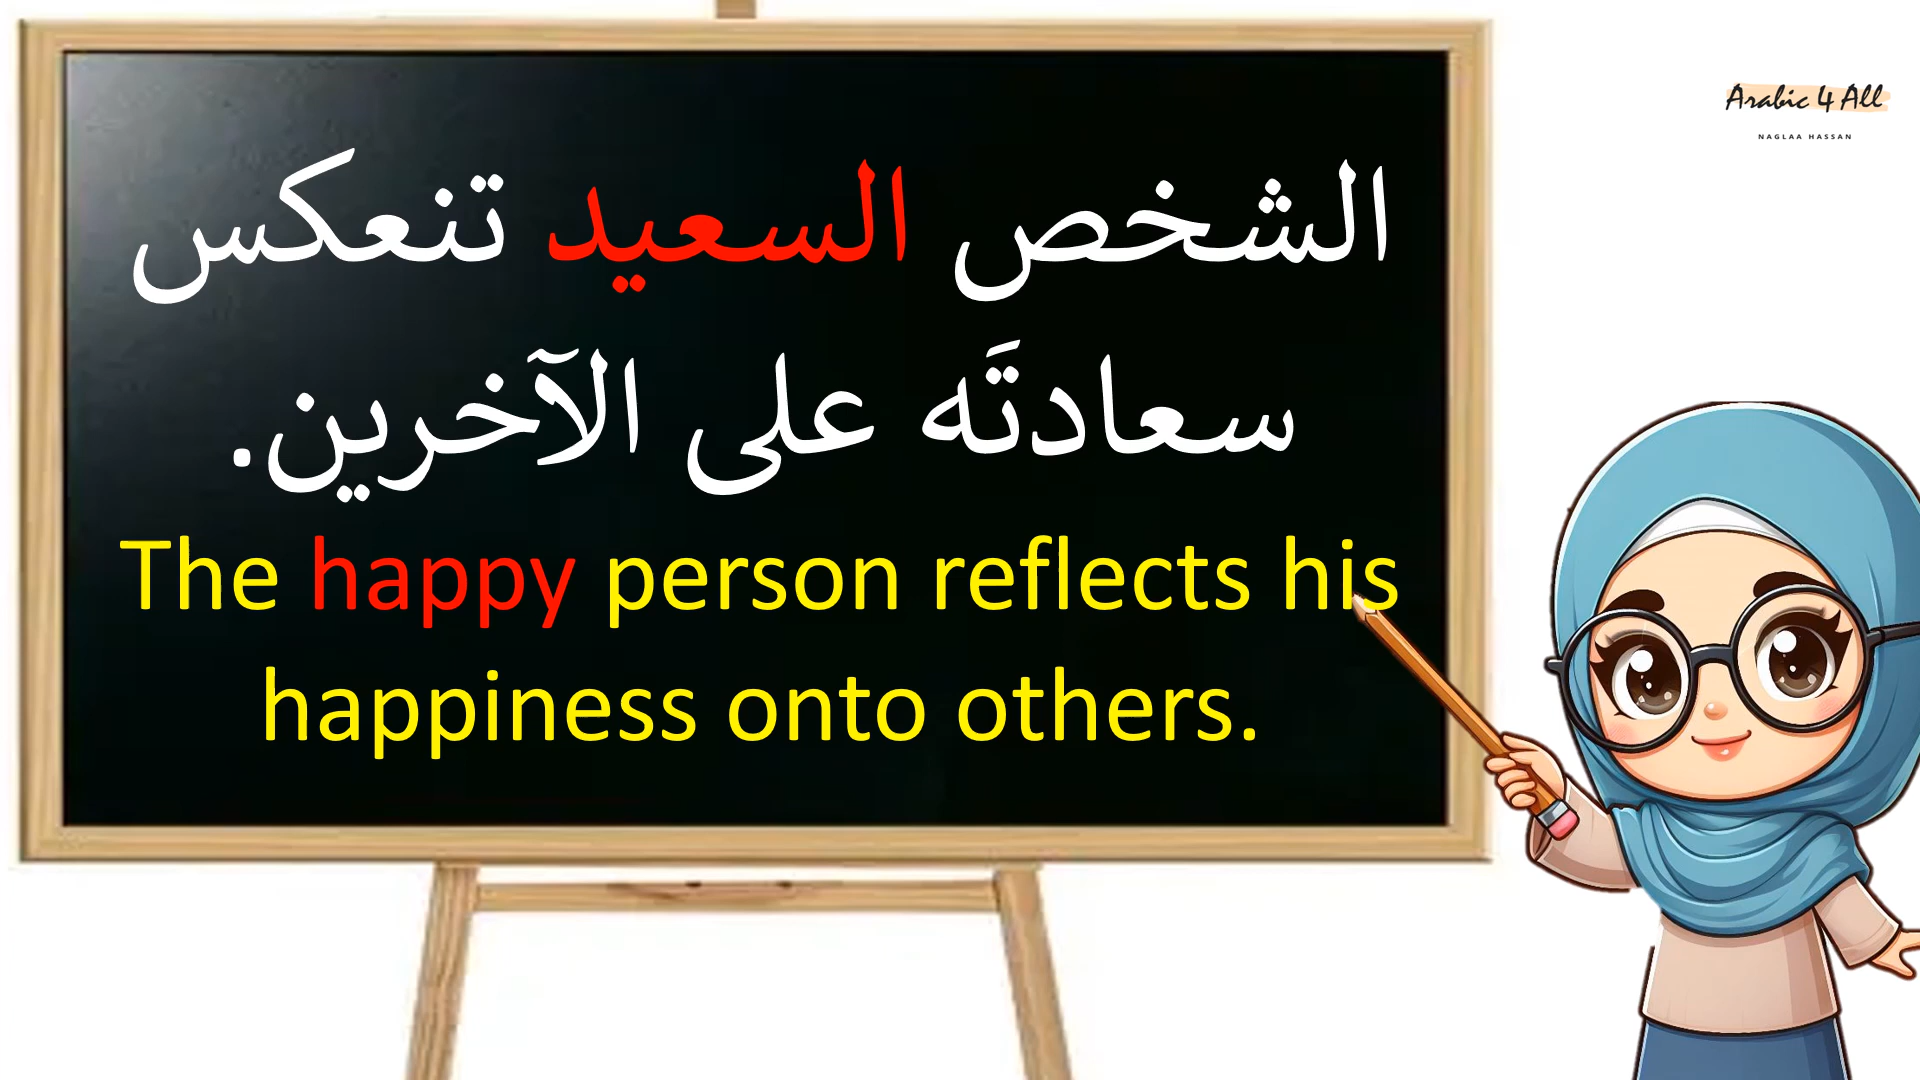 Arabic 4 All
NAGLAA HASSAN
الشخص السعيد تنعكس
سعادتَه على الآخرين.
The happy person reflects his
happiness onto others.